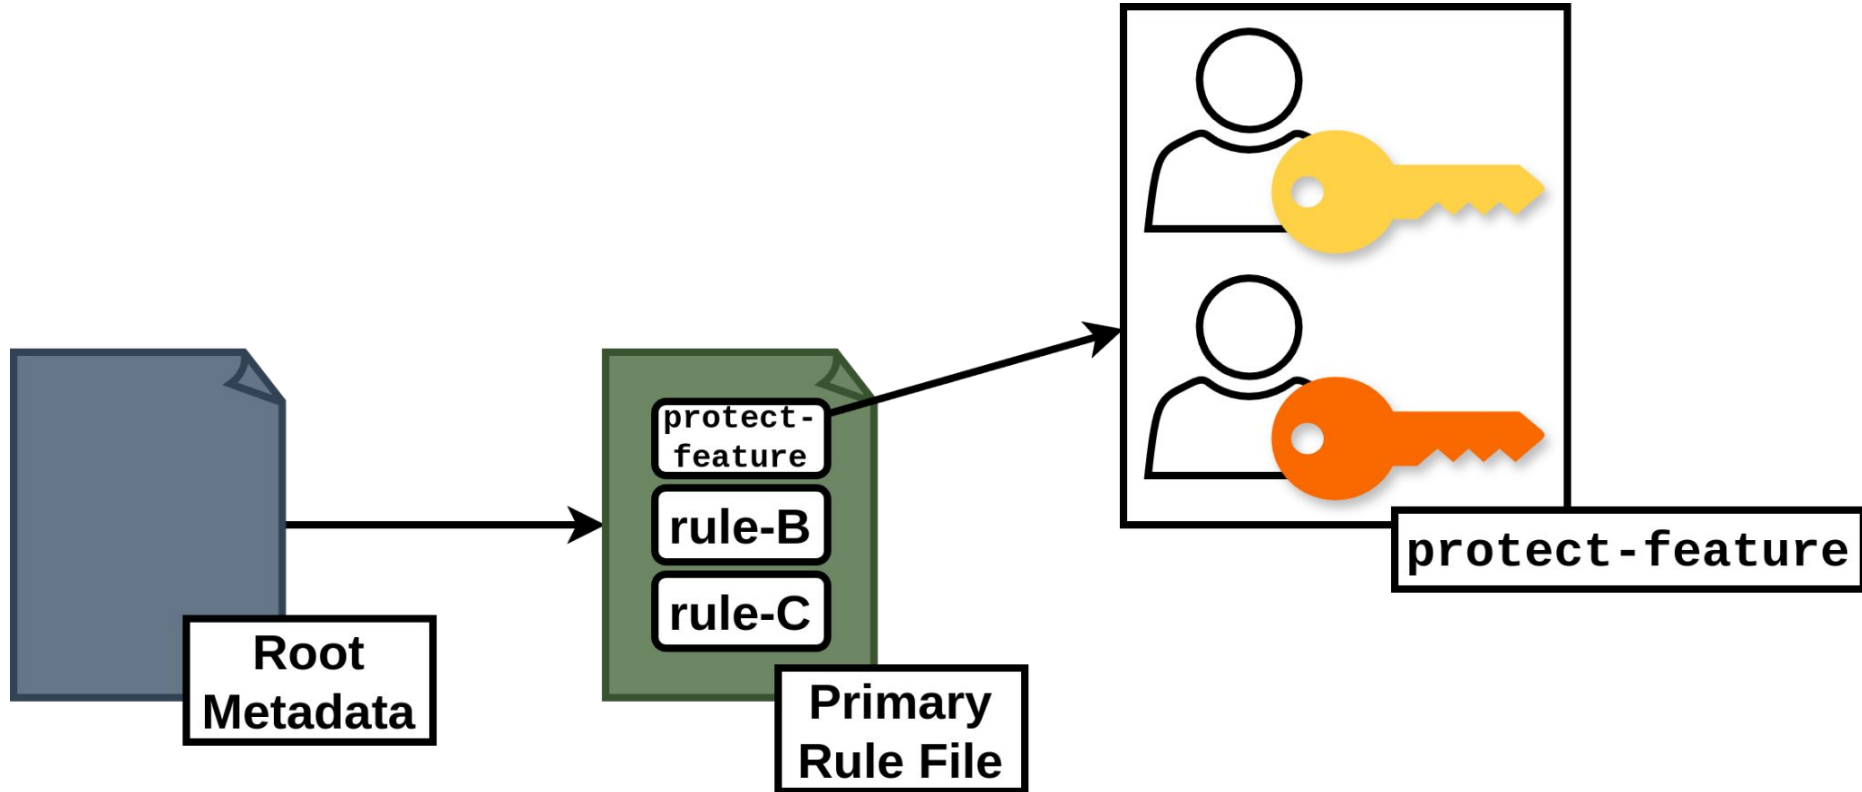 Root
Metadata
protect-
feature
rule-B
rule-C
Primary
Rule File
protect-feature